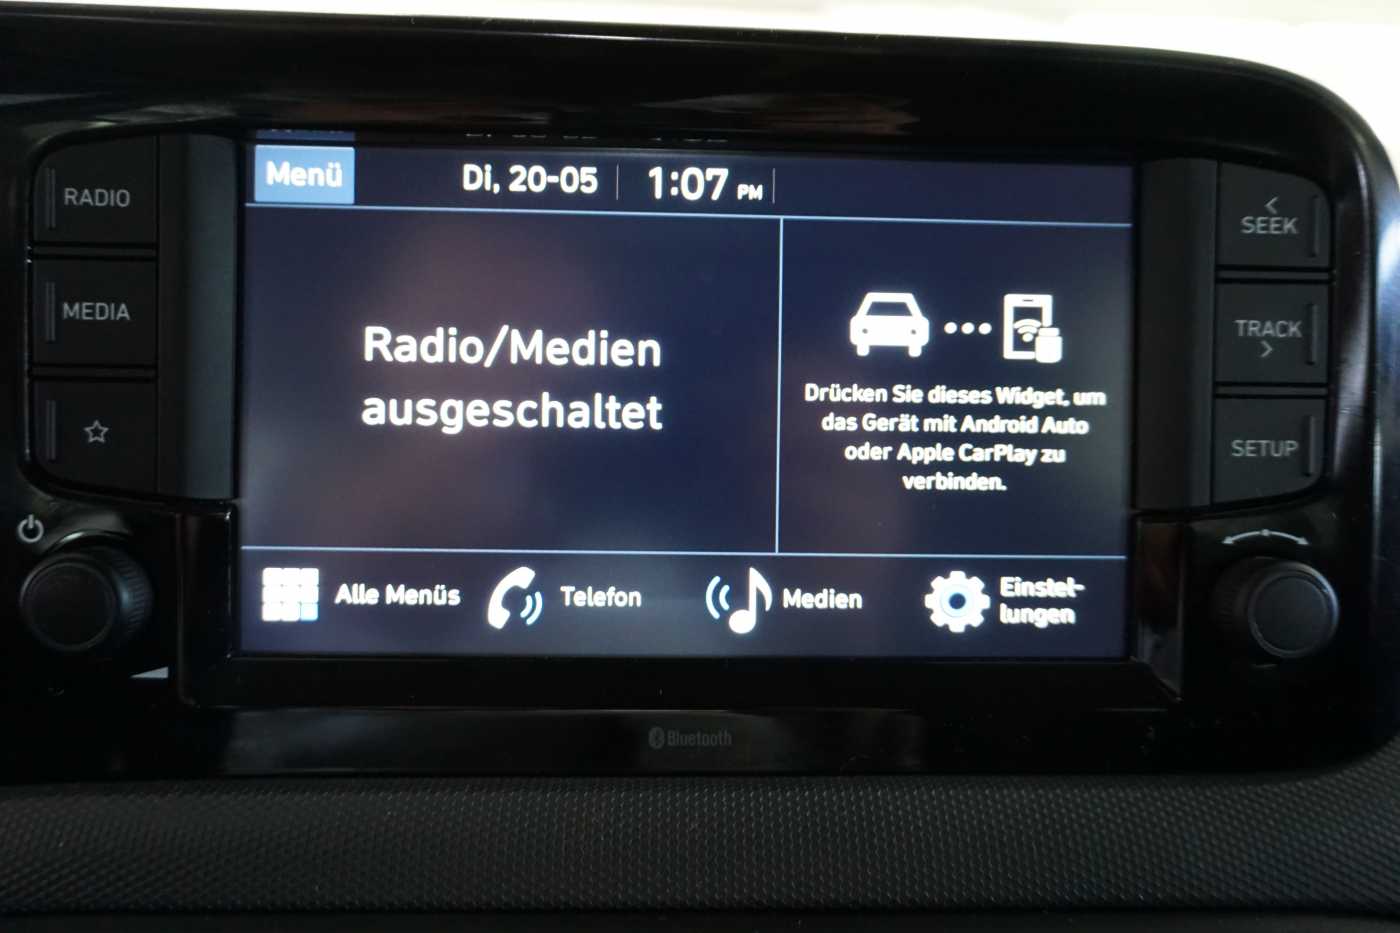 Menü
Di, 20-05
1:07 PM
RADIO
MEDIA
Radio/Medien
ausgeschaltet
Drücken Sie dieses Widget, um
das Gerät mit Android Auto
oder Apple CarPlay zu
verbinden.
< SEEK
TRACK >
SETUP
Alle Menüs
Telefon
Medien
Einstel-
lungen
Bluetooth